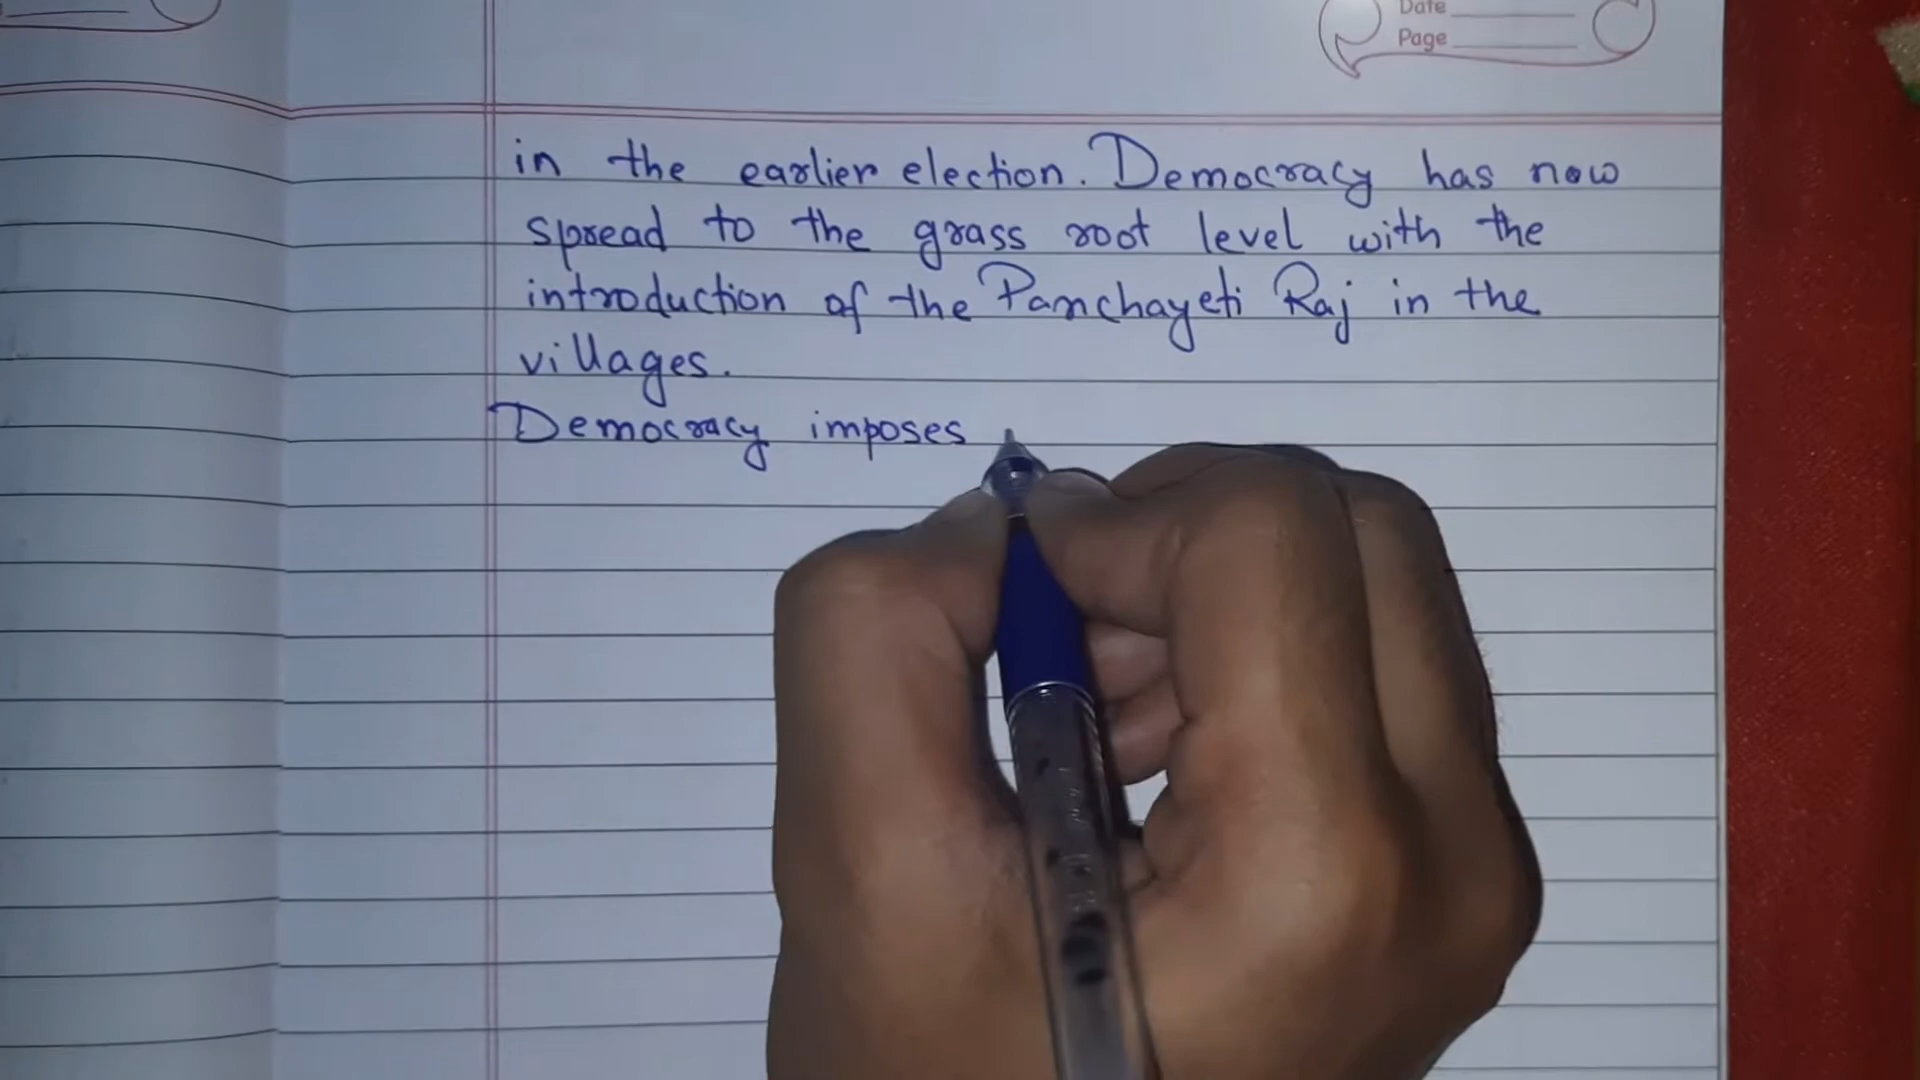 Date
Page
in the earlier election. Democracy has now
spread to the grass root level with the
introduction of the Panchayeti Raj in the
villages.
Democracy imposes